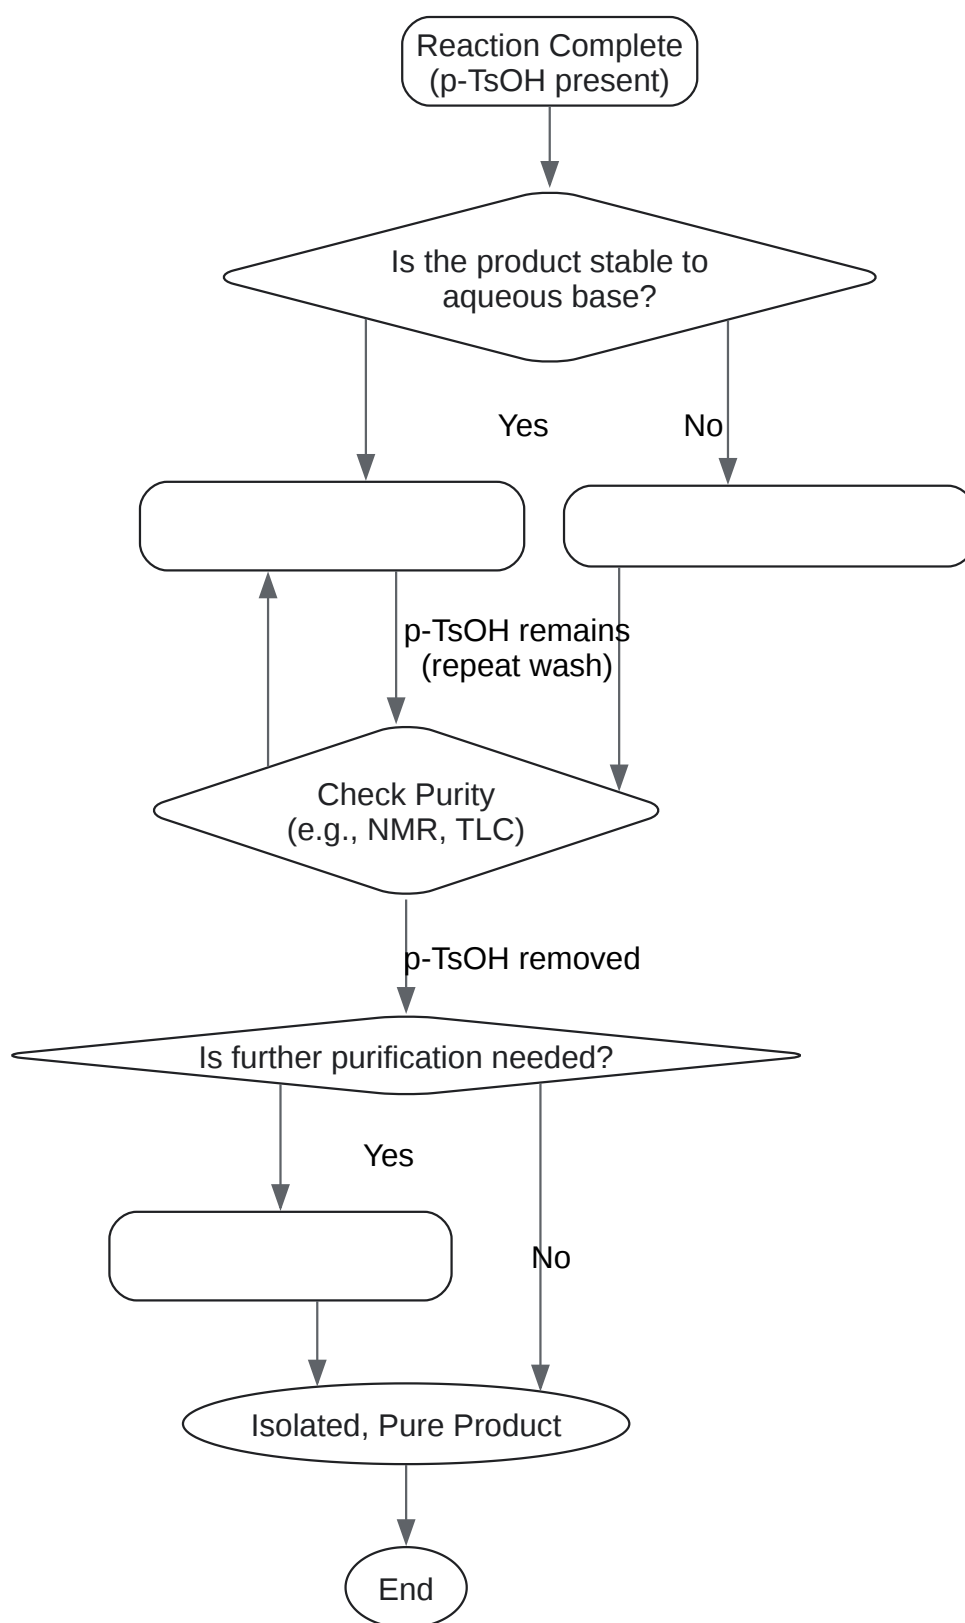 Reaction Complete
(p-TsOH present)
Is the product stable to
aqueous base?
Yes
No
p-TsOH remains
(repeat wash)
Check Purity
(e.g., NMR, TLC)
p-TsOH removed
Is further purification needed?
Yes
No
Isolated, Pure Product
End